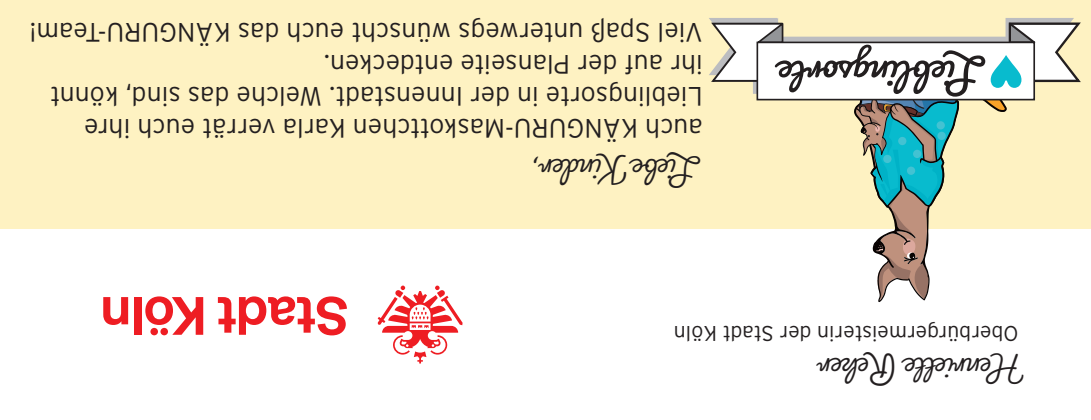 Henriette Reker
Oberbürgermeisterin der Stadt Köln
Stadt Köln
Liebe Kinder,
auch KÄNGURU-Maskottchen Karla verrät euch ihre
Lieblingsorte in der Innenstadt. Welche das sind, könnt
ihr auf der Planseite entdecken.
Viel Spaß unterwegs wünscht euch das KÄNGURU-Team!
Lieblingsorte